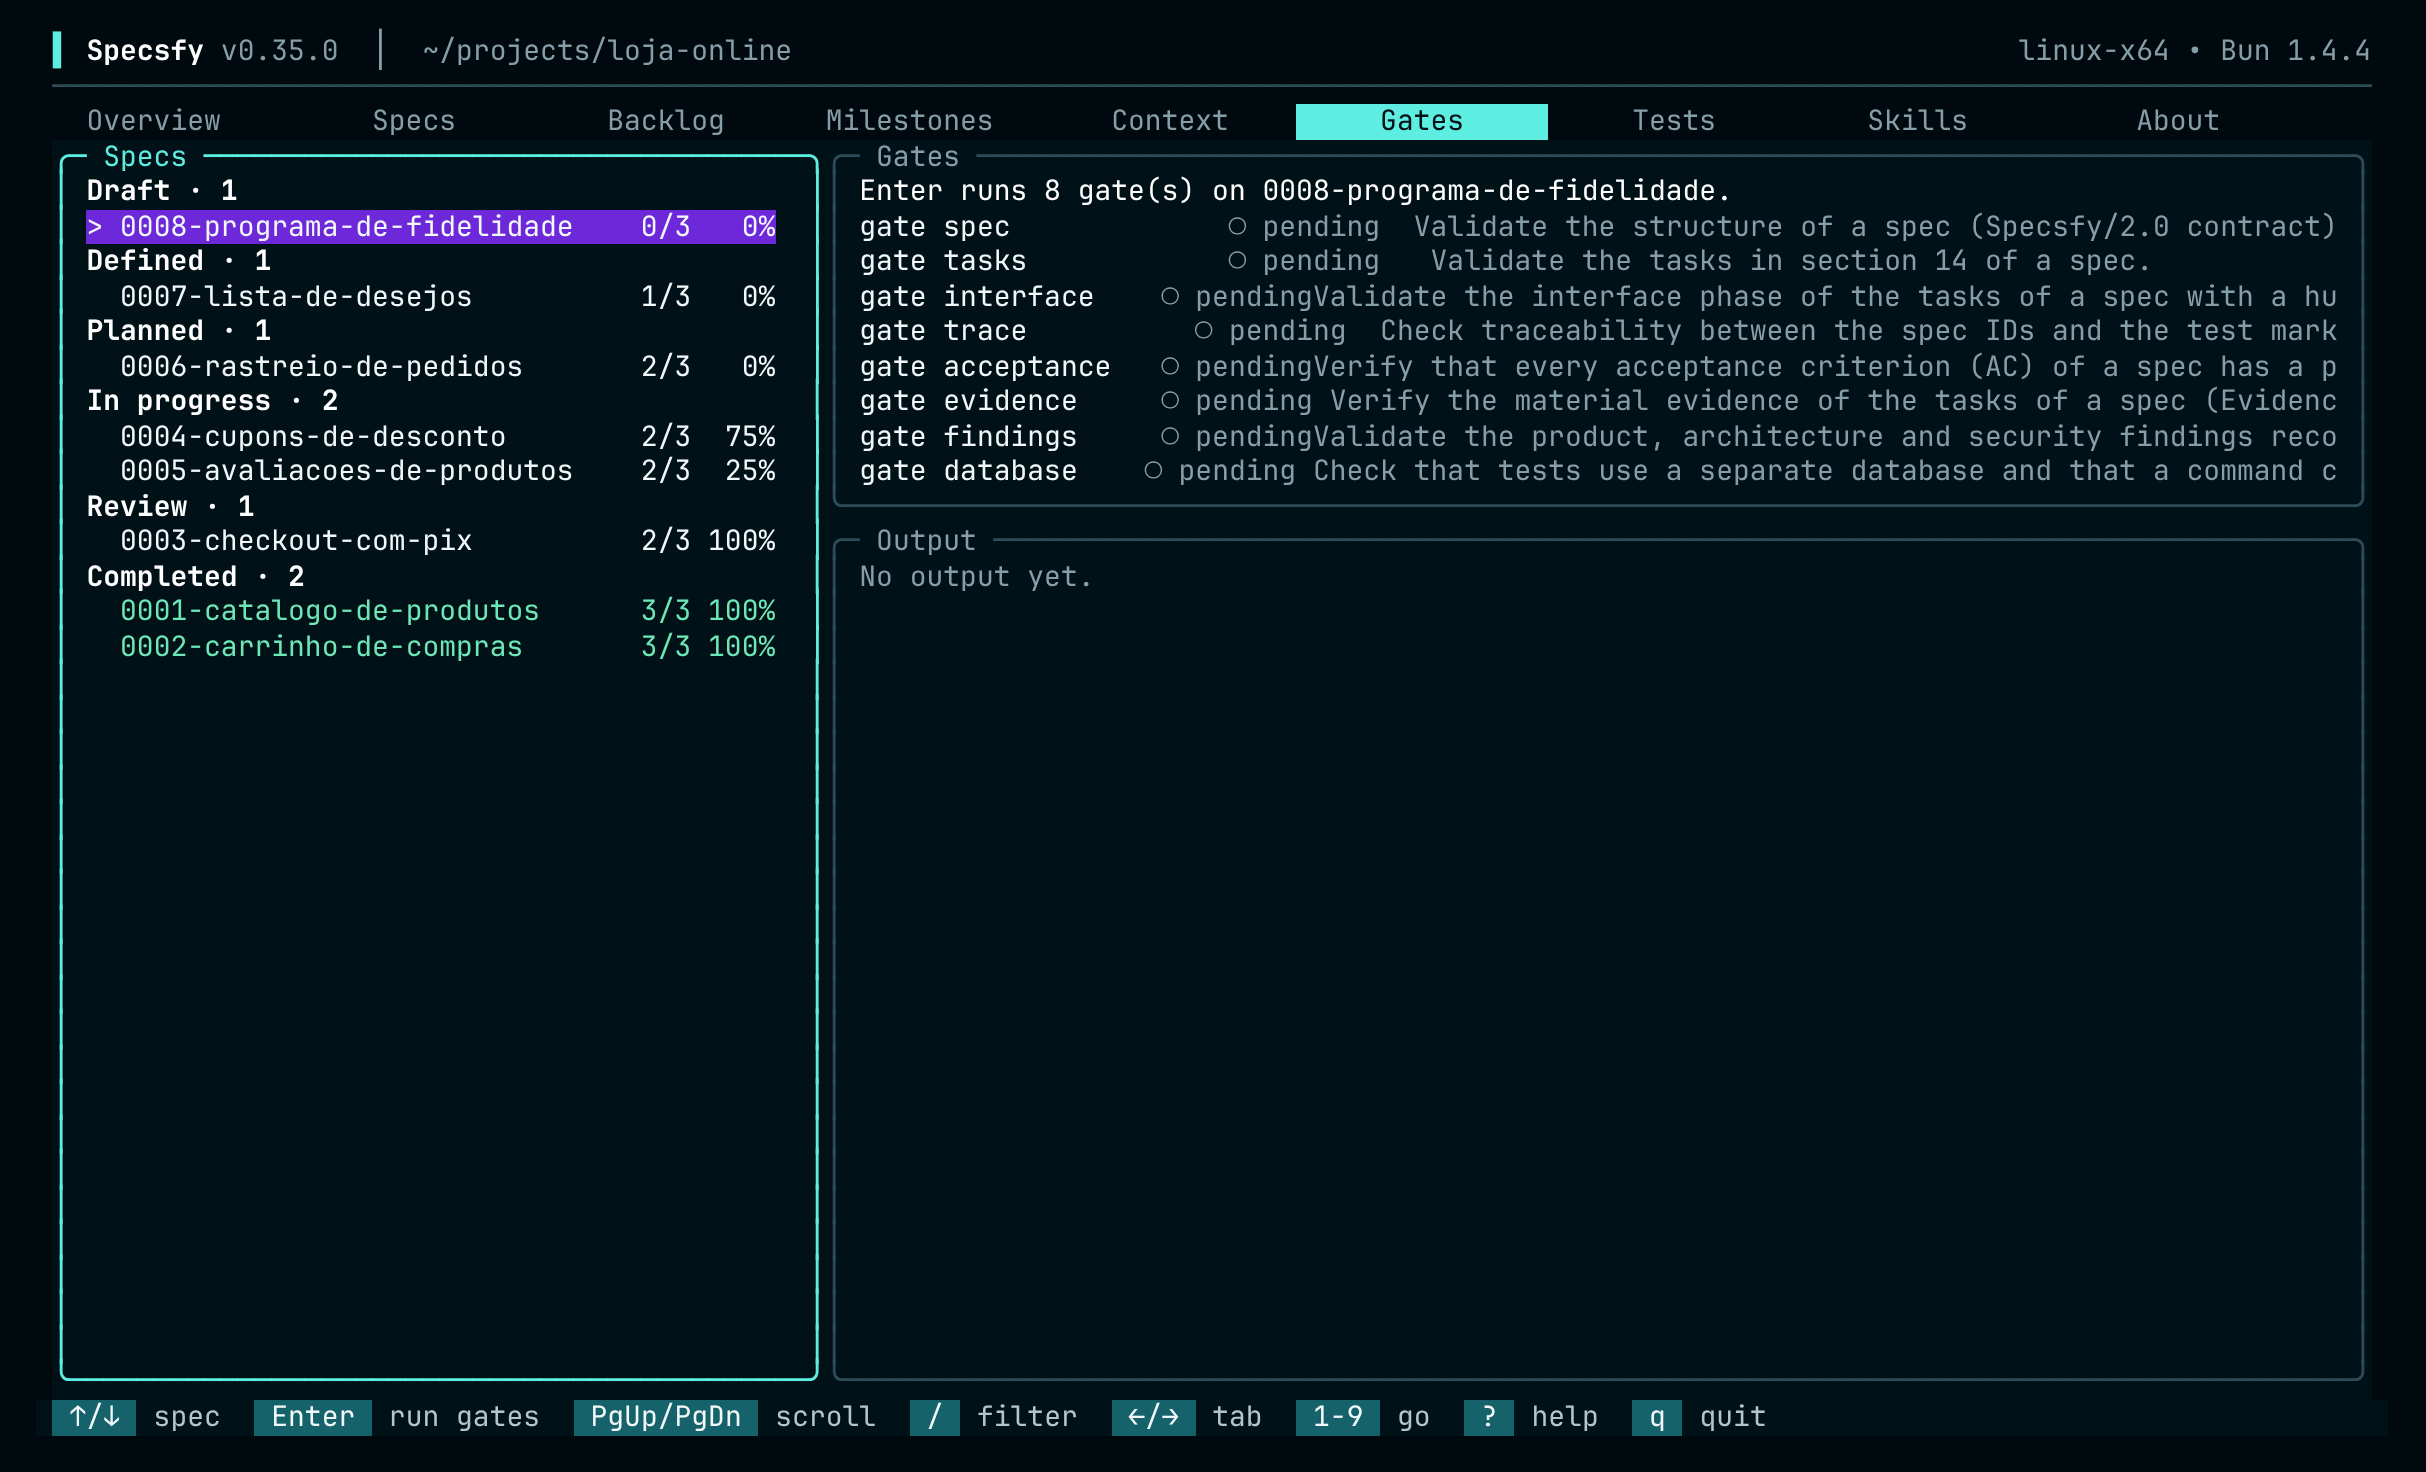 Specsfy v0.35.0 │ ~/projects/loja-online linux-x64 • Bun 1.4.4
Overview Specs Backlog Milestones Context Gates Tests Skills About
Specs
Draft · 1
> 0008-programa-de-fidelidade 0/3 0%
Defined · 1
0007-lista-de-desejos 1/3 0%
Planned · 1
0006-rastreio-de-pedidos 2/3 0%
In progress · 2
0004-cupons-de-desconto 2/3 75%
0005-avaliacoes-de-produtos 2/3 25%
Review · 1
0003-checkout-com-pix 2/3 100%
Completed · 2
0001-catalogo-de-produtos 3/3 100%
0002-carrinho-de-compras 3/3 100%
Gates
Enter runs 8 gate(s) on 0008-programa-de-fidelidade.
gate spec ○ pending Validate the structure of a spec (Specsfy/2.0 contract)
gate tasks ○ pending Validate the tasks in section 14 of a spec.
gate interface ○ pendingValidate the interface phase of the tasks of a spec with a hu
gate trace ○ pending Check traceability between the spec IDs and the test mark
gate acceptance ○ pendingVerify that every acceptance criterion (AC) of a spec has a p
gate evidence ○ pending Verify the material evidence of the tasks of a spec (Evidenc
gate findings ○ pendingValidate the product, architecture and security findings reco
gate database ○ pending Check that tests use a separate database and that a command c
Output
No output yet.
↑/↓ spec Enter run gates PgUp/PgDn scroll / filter ←/→ tab 1-9 go ? help q quit